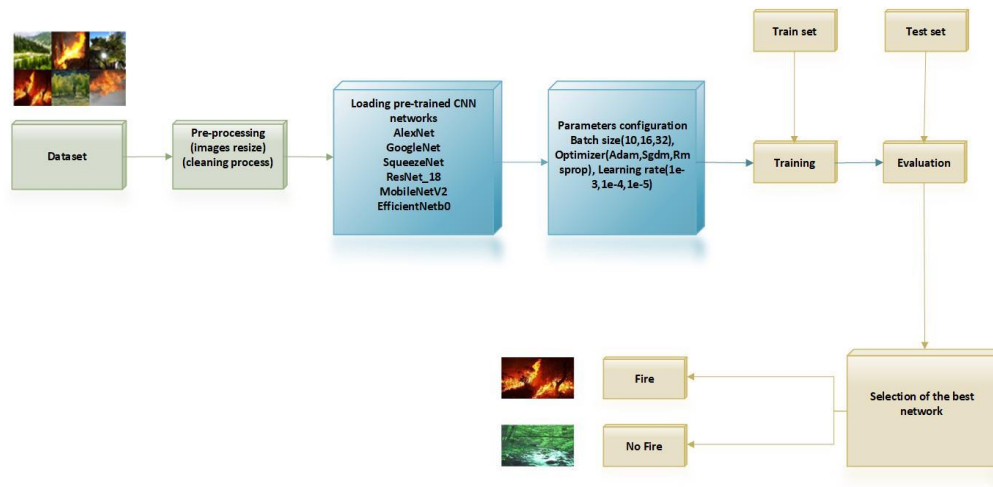 Dataset
Pre-processing
(images resize)
(cleaning process)
Loading pre-trained CNN
networks
AlexNet
GoogleNet
SqueezeNet
ResNet_18
MobileNetV2
EfficientNetb0
Parameters configuration
Batch size(10,16,32),
Optimizer(Adam,Sgdm,Rm
sprop), Learning rate(1e-
3,1e-4,1e-5)
Train set
Test set
Training
Evaluation
Selection of the best
network
Fire
No Fire